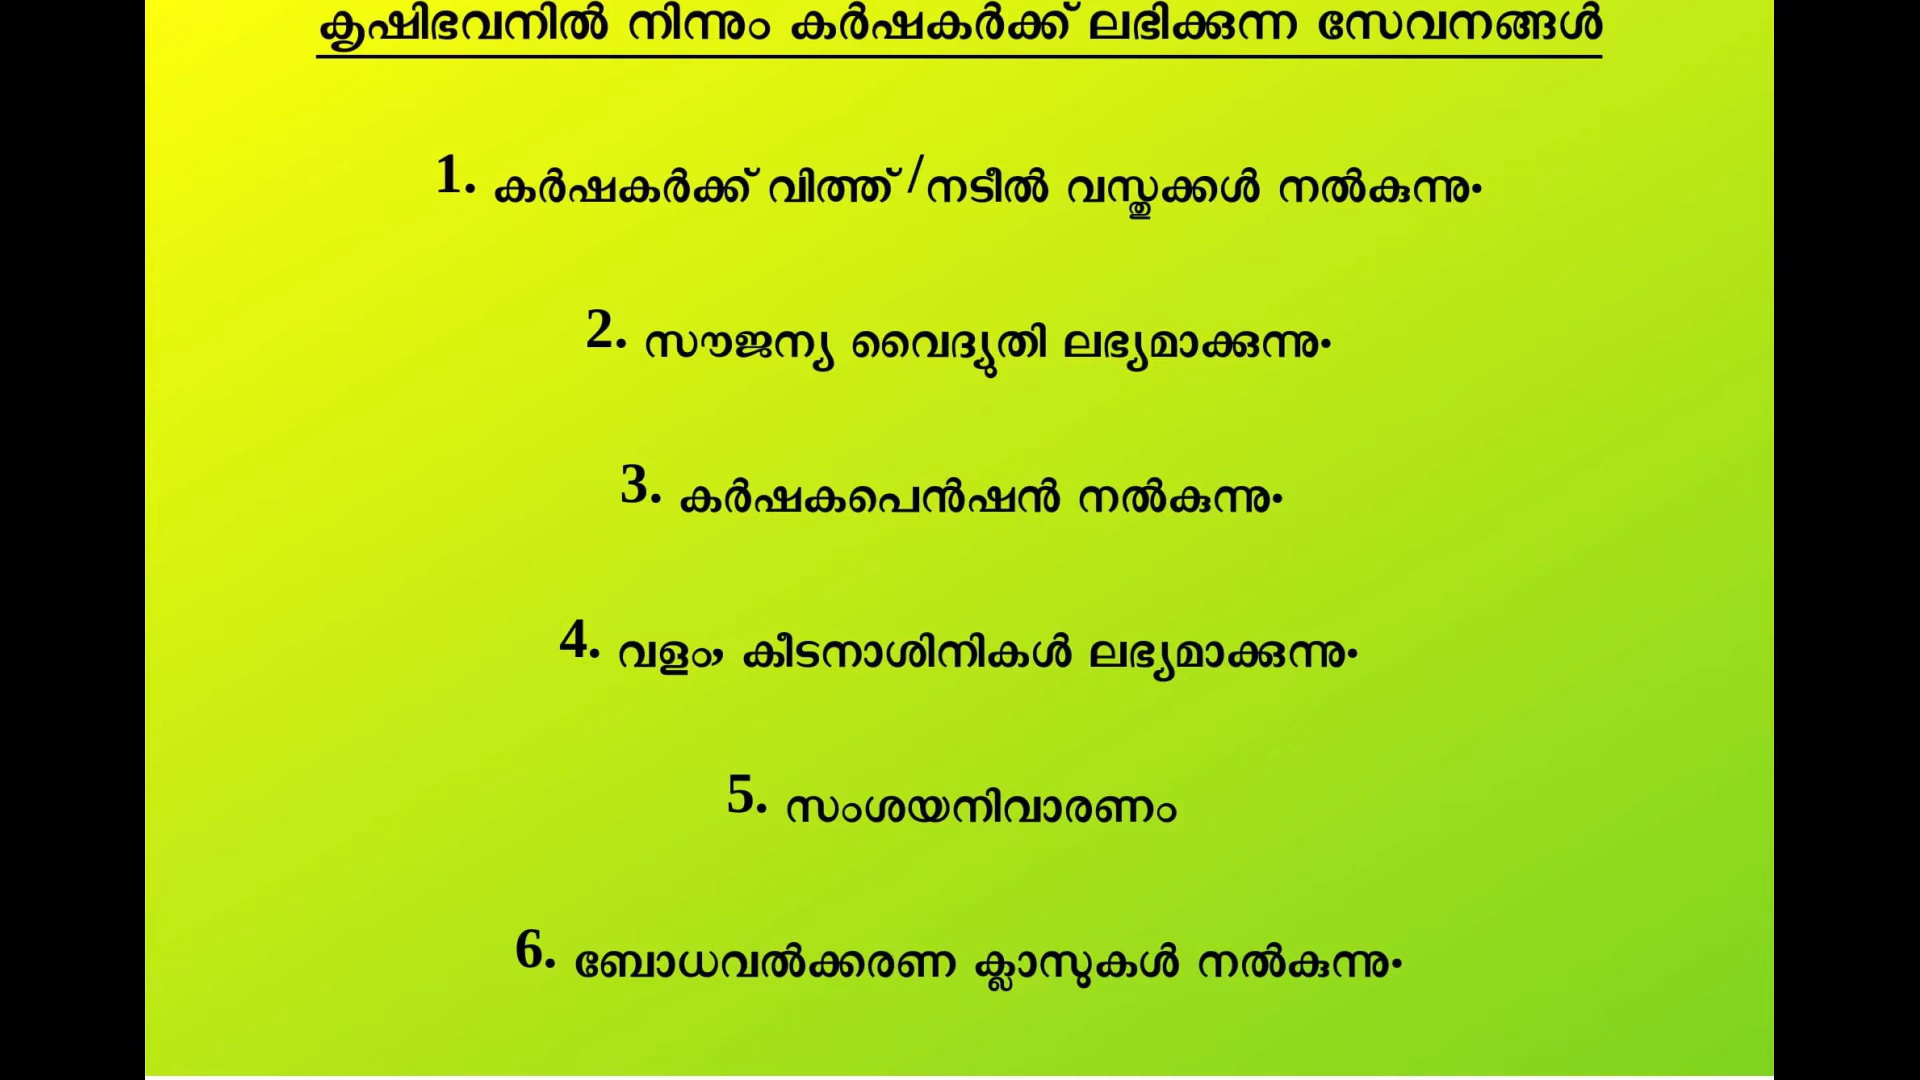 കൃഷിഭവനിൽ നിന്നും കർഷകർക്ക് ലഭിക്കുന്ന സേവനങ്ങൾ
1. കർഷകർക്ക് വിത്ത് /നടീൽ വസ്തുക്കൾ നൽകുന്നു.
2. സൗജന്യ വൈദ്യുതി ലഭ്യമാക്കുന്നു.
3. കർഷകപെൻഷൻ നൽകുന്നു.
4. വളം, കീടനാശിനികൾ ലഭ്യമാക്കുന്നു.
5. സംശയനിവാരണം
6. ബോധവൽക്കരണ ക്ലാസുകൾ നൽകുന്നു.